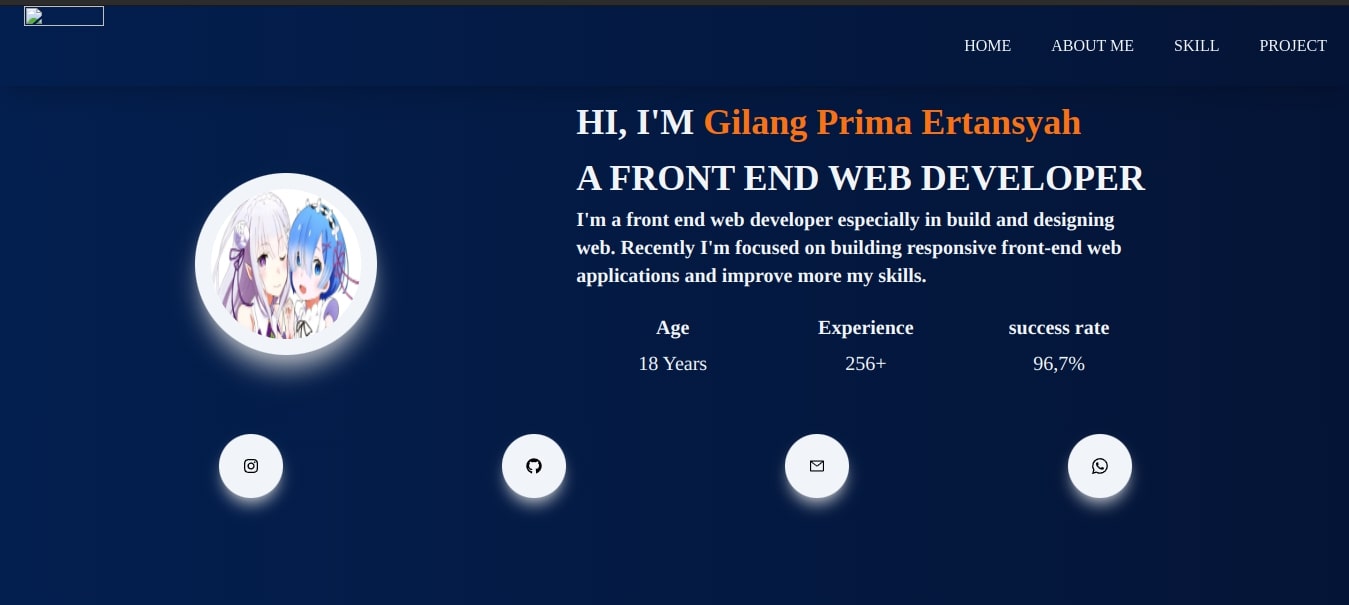 HOME ABOUT ME SKILL PROJECT
HI, I'M Gilang Prima Ertansyah
A FRONT END WEB DEVELOPER
I'm a front end web developer especially in build and designing
web. Recently I'm focused on building responsive front-end web
applications and improve more my skills.
Age Experience success rate
18 Years 256+ 96,7%